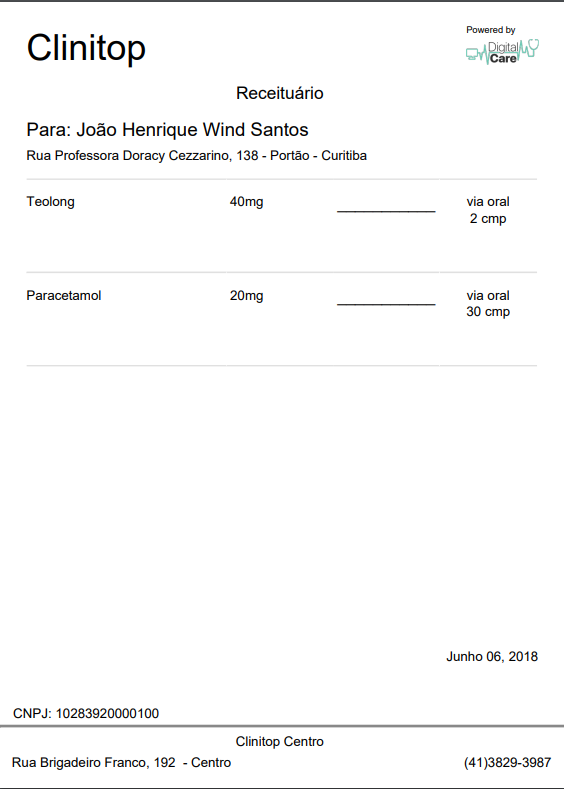 Clinitop
Powered by
Digital
Care
Receituário
Para: João Henrique Wind Santos
Rua Professora Doracy Cezzarino, 138 - Portão - Curitiba
Teolong 40mg ______________ via oral
2 cmp
Paracetamol 20mg ______________ via oral
30 cmp
Junho 06, 2018
CNPJ: 10283920000100
Clinitop Centro
Rua Brigadeiro Franco, 192 - Centro (41)3829-3987